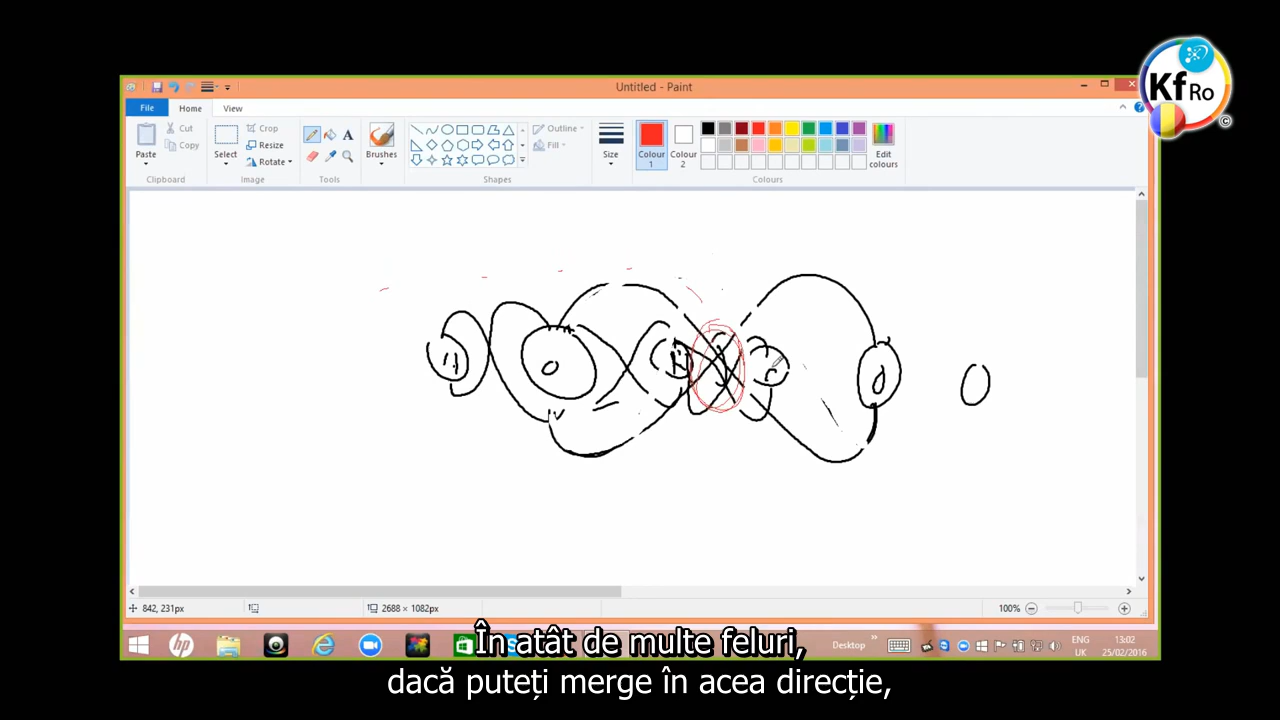 Kf Ro
©
Untitled - Paint
File Home View
Paste
Cut
Copy
Clipboard
Select
Crop
Resize
Rotate
Image
A
Tools
Brushes
Outline
Fill
Shapes
Size
Colour 1
Colour 2
Edit colours
Colours
842, 231px
2688 × 1082px
100%
hp
Desktop
ENG
UK
13:02
25/02/2016
În atât de multe feluri,
dacă puteți merge în acea direcție,